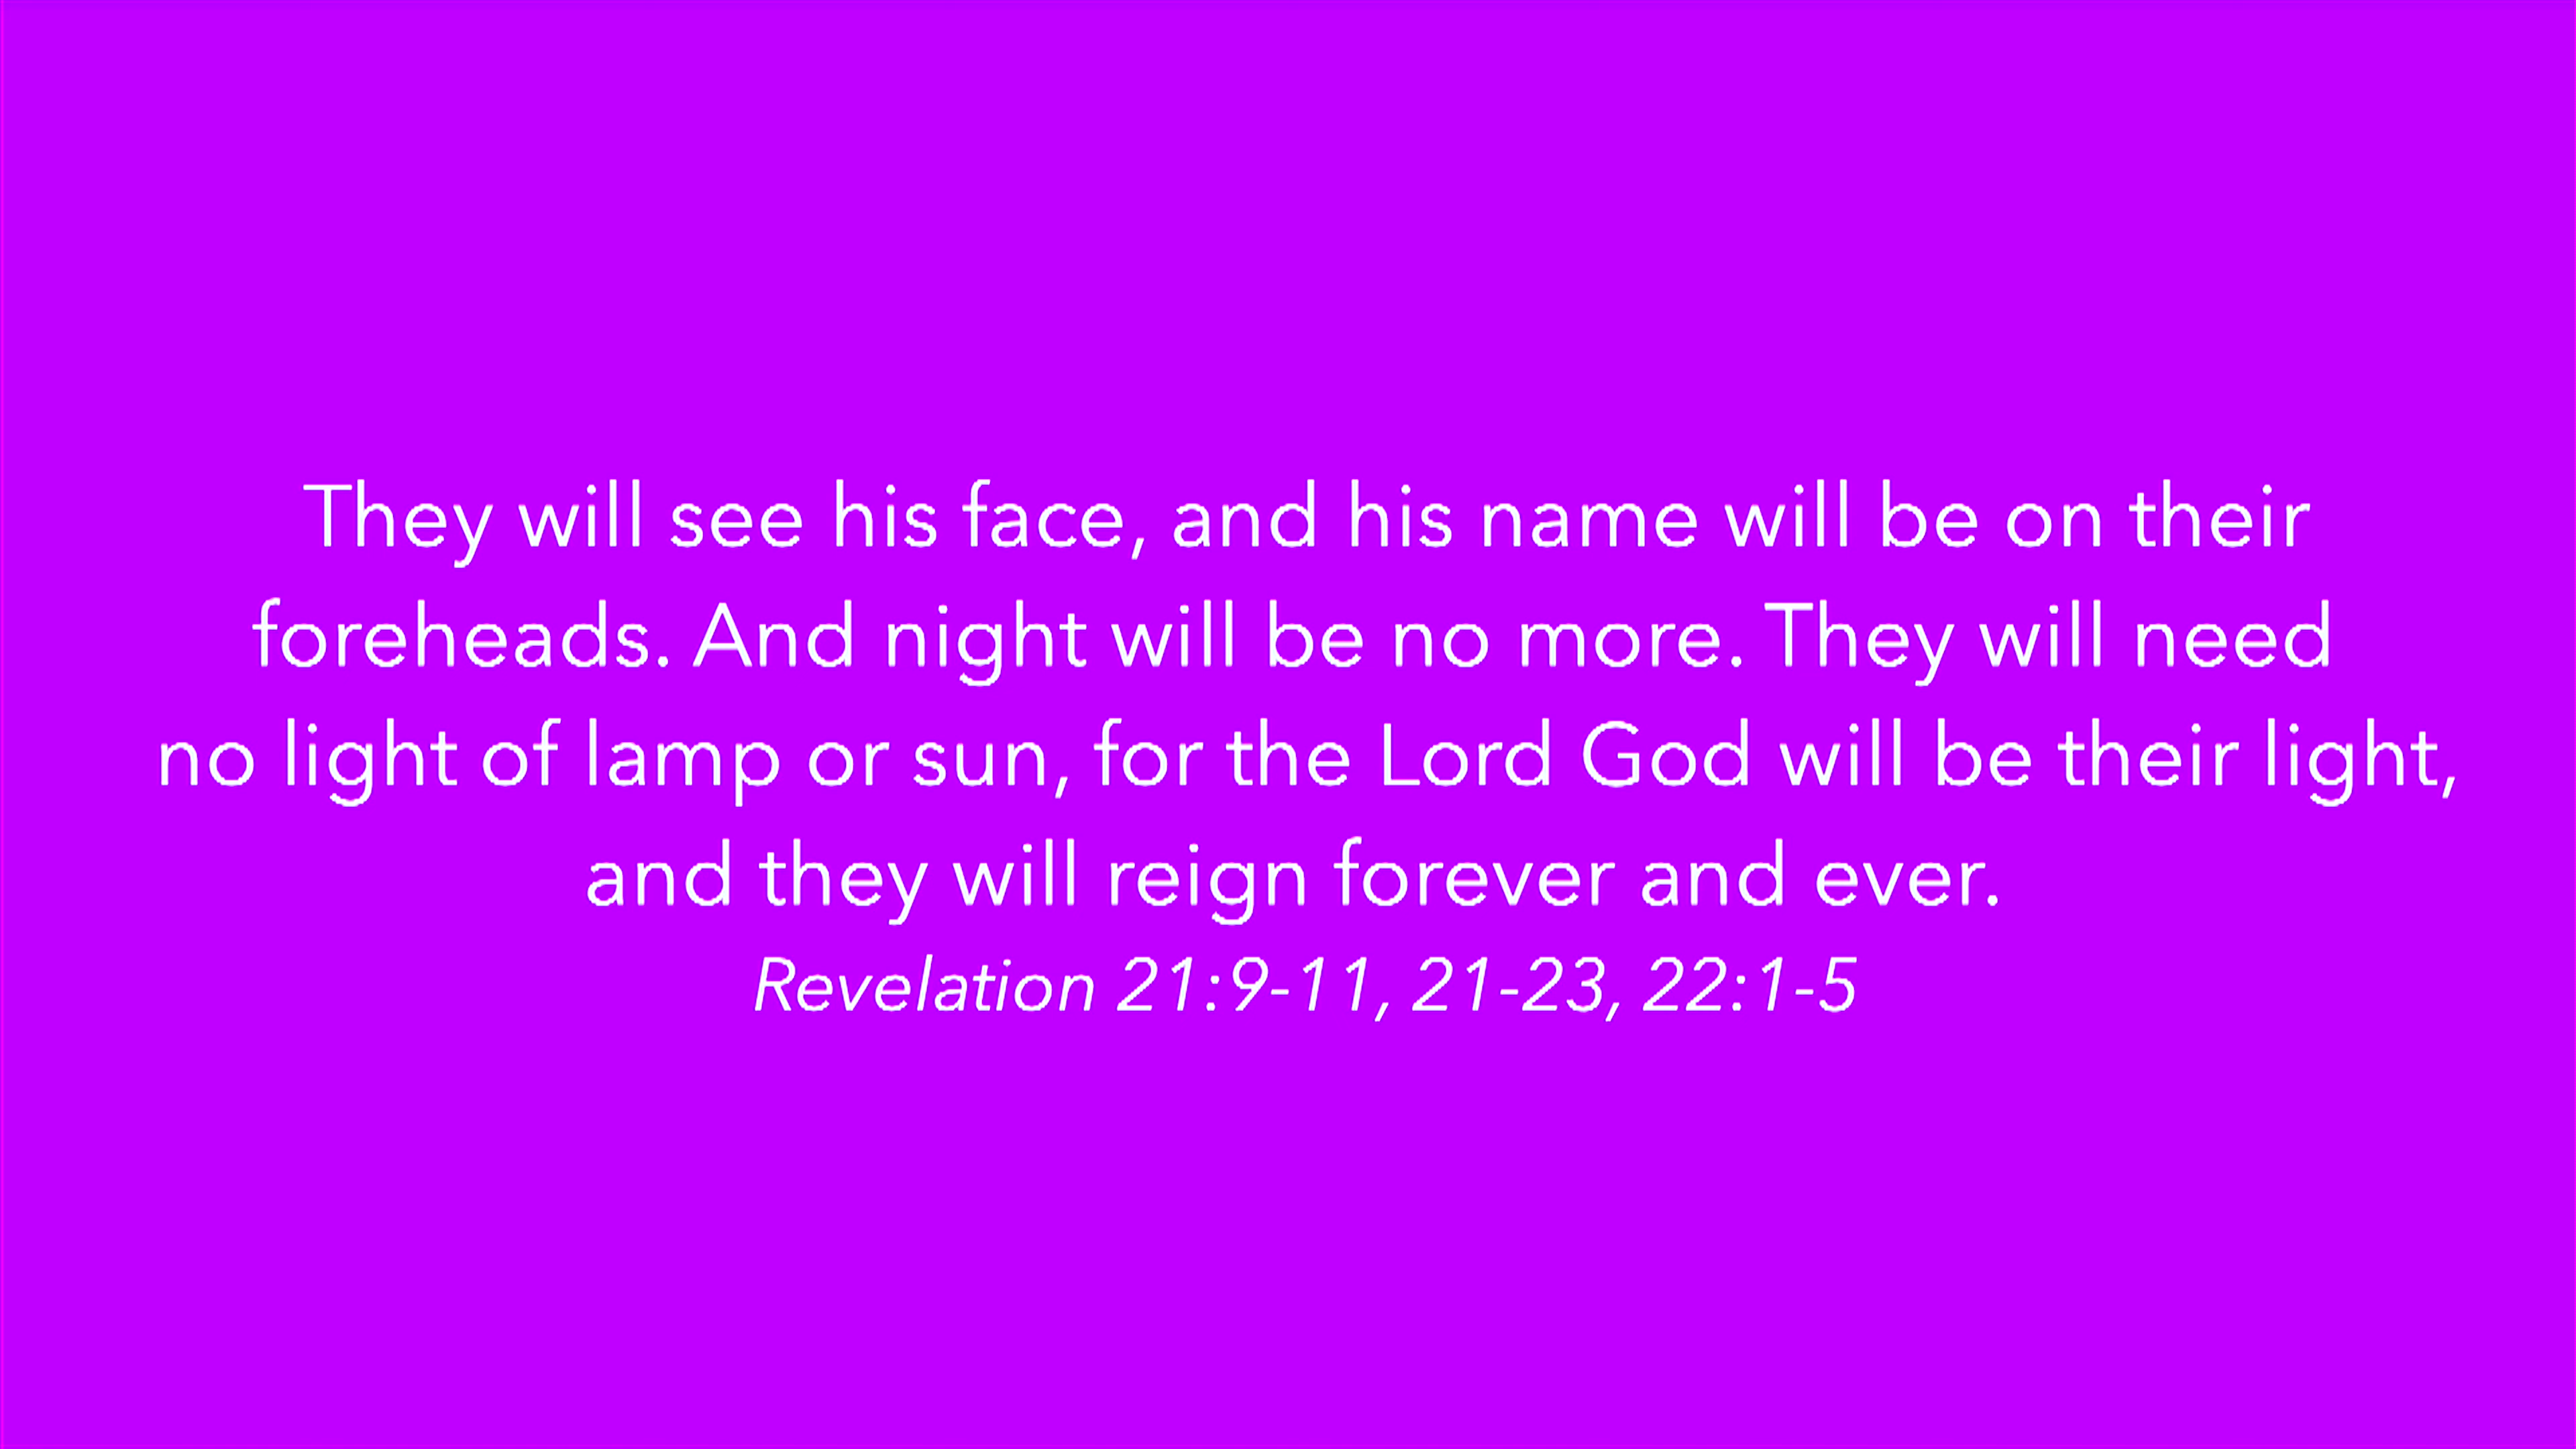 They will see his face, and his name will be on their
foreheads. And night will be no more. They will need
no light of lamp or sun, for the Lord God will be their light,
and they will reign forever and ever.
Revelation 21:9-11, 21-23, 22:1-5